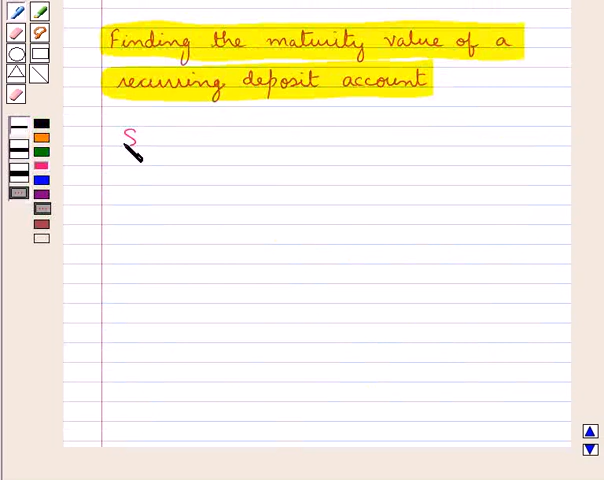 Finding the maturity value of a
recurring deposit account
S